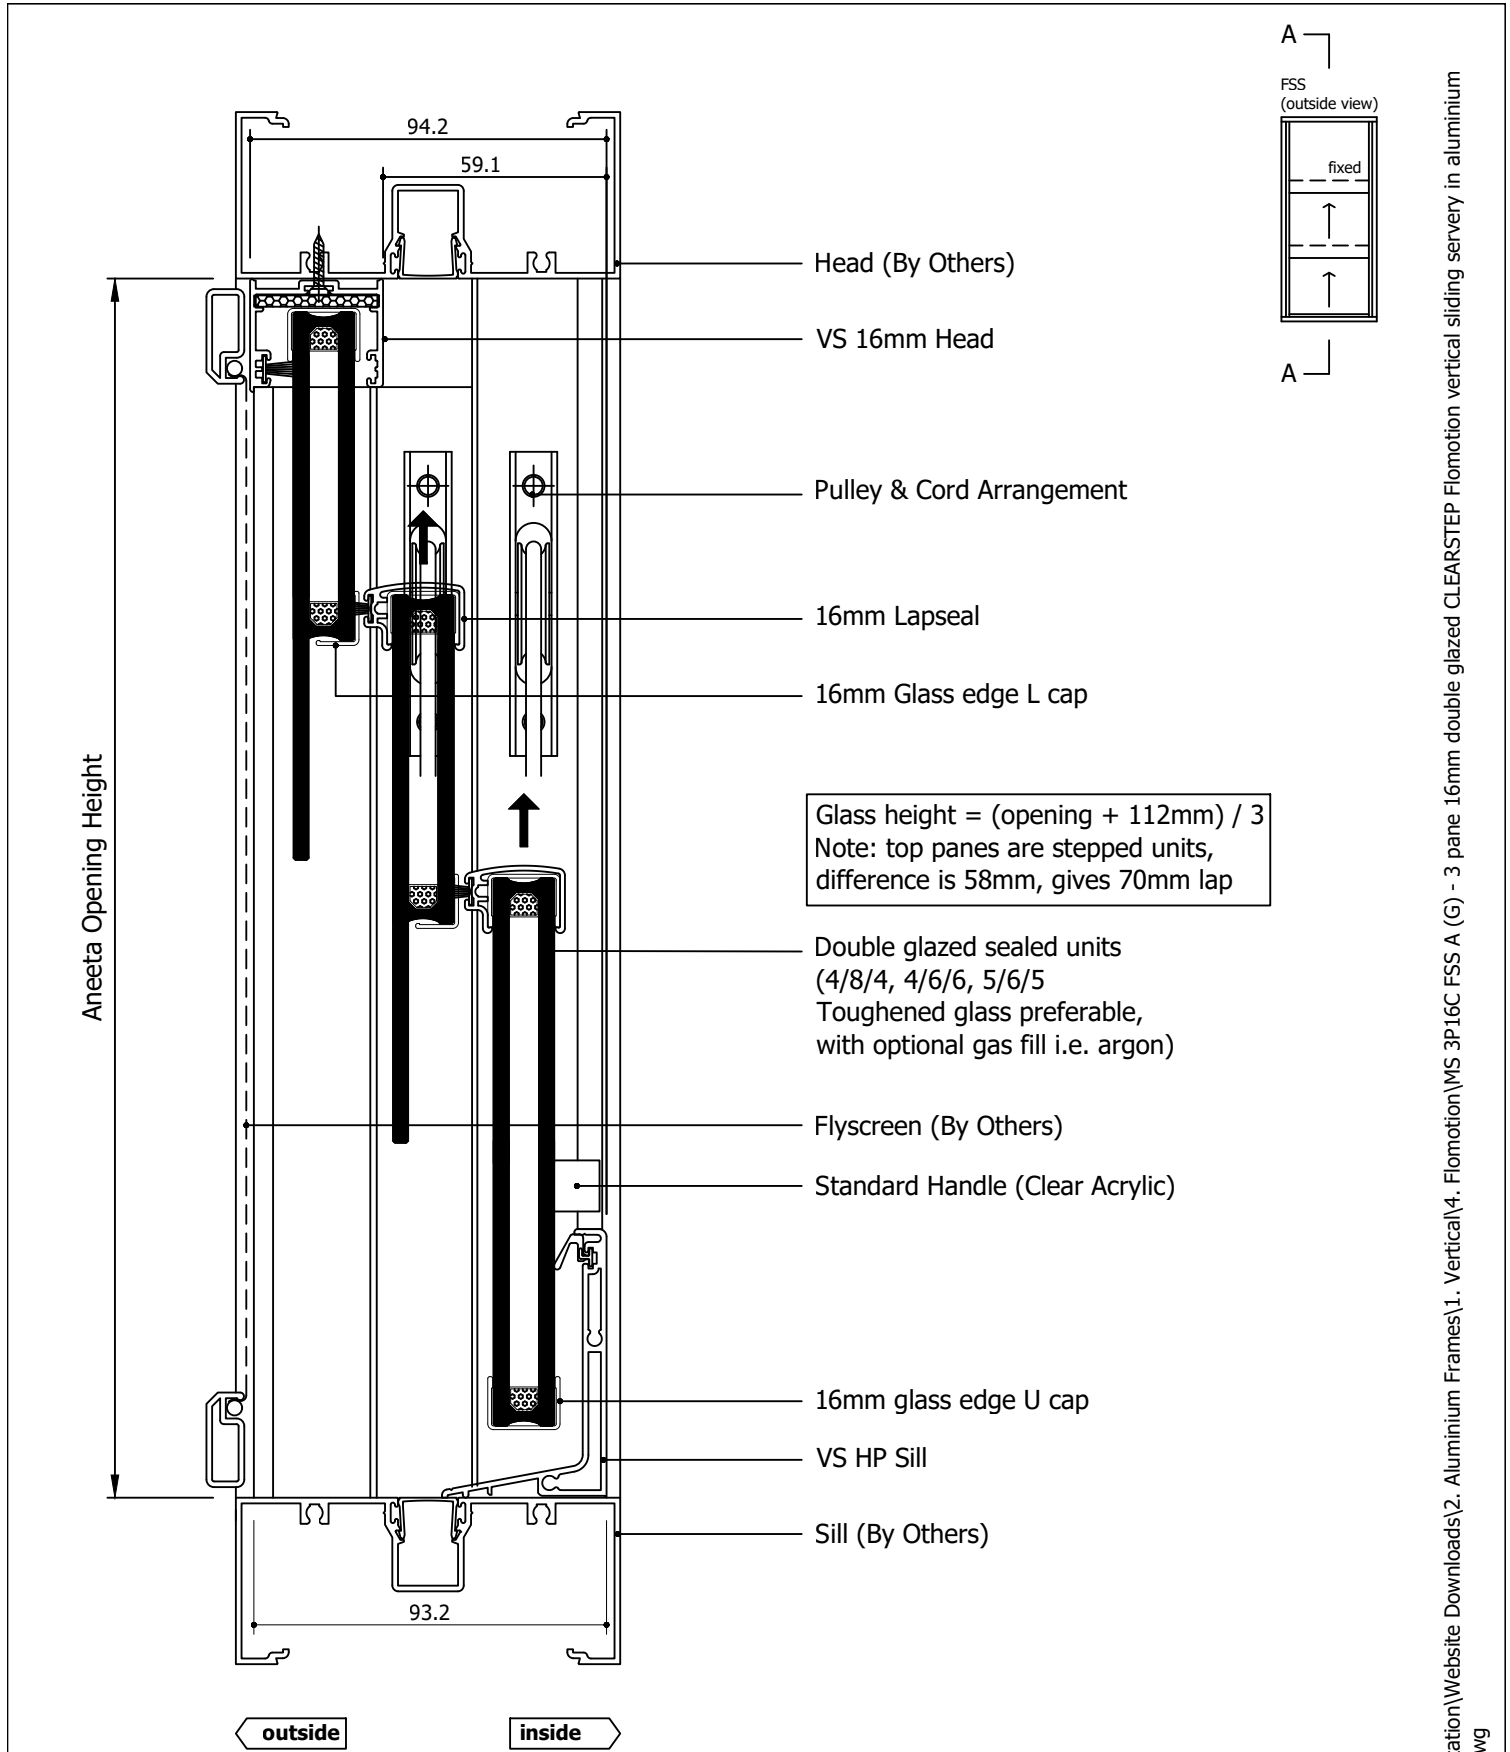 A
FSS
(outside view)
fixed
A
94.2
59.1
Head (By Others)
VS 16mm Head
Pulley & Cord Arrangement
16mm Lapseal
16mm Glass edge L cap
Aneeta Opening Height
Glass height = (opening + 112mm) / 3
Note: top panes are stepped units,
difference is 58mm, gives 70mm lap
Double glazed sealed units
(4/8/4, 4/6/6, 5/6/5
Toughened glass preferable,
with optional gas fill i.e. argon)
Flyscreen (By Others)
Standard Handle (Clear Acrylic)
16mm glass edge U cap
VS HP Sill
Sill (By Others)
93.2
outside
inside
ation\Website Downloads\2. Aluminium Frames\1. Vertical\4. Flomotion\MS 3P16C FSS A (G) - 3 pane 16mm double glazed CLEARSTEP Flomotion vertical sliding servery in aluminium
wg